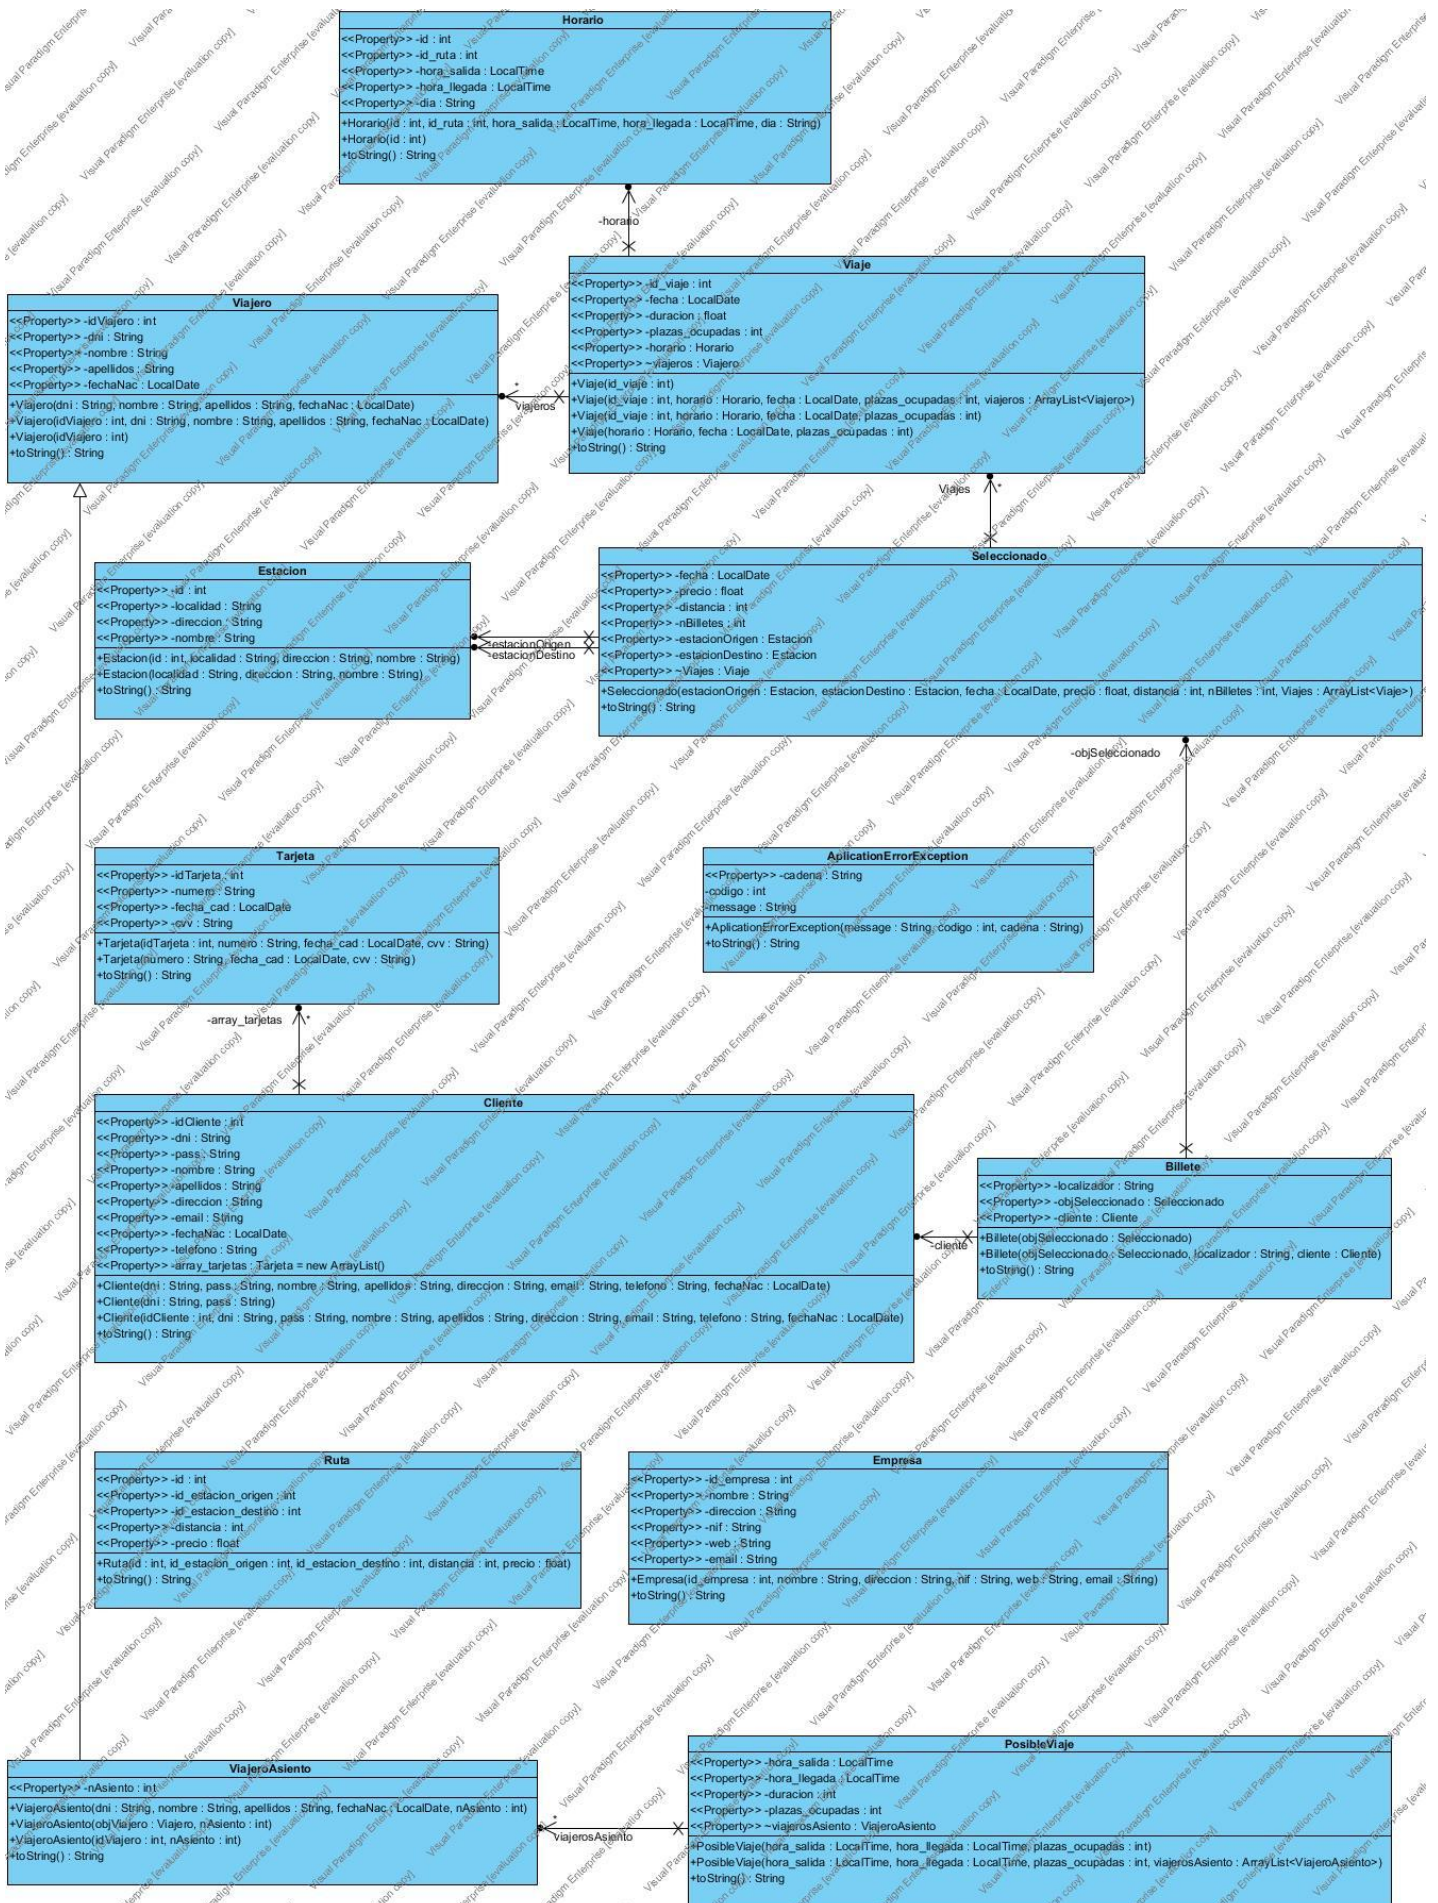 Horario
<<Property>> -id : int
<<Property>> -id_ruta : int
<<Property>> -hora_salida : LocalTime
<<Property>> -hora_llegada : LocalTime
<<Property>> -dia : String
+Horario(id : int, id_ruta : int, hora_salida : LocalTime, hora_llegada : LocalTime, dia : String)
+Horario(id : int)
+toString() : String
-horario
Viaje
<<Property>> -id_viaje : int
<<Property>> -fecha : LocalDate
<<Property>> -duracion : float
<<Property>> -plazas_ocupadas : int
<<Property>> -horario : Horario
<<Property>> ~viajeros : Viajero
+Viaje(id_viaje : int)
+Viaje(id_viaje : int, horario : Horario, fecha : LocalDate, plazas_ocupadas : int, viajeros : ArrayList<Viajero>)
+Viaje(id_viaje : int, horario : Horario, fecha : LocalDate, plazas_ocupadas : int)
+Viaje(horario : Horario, fecha : LocalDate, plazas_ocupadas : int)
+toString() : String
Viajero
<<Property>> -idViajero : int
<<Property>> -dni : String
<<Property>> -nombre : String
<<Property>> -apellidos : String
<<Property>> -fechaNac : LocalDate
+Viajero(dni : String, nombre : String, apellidos : String, fechaNac : LocalDate)
+Viajero(idViajero : int, dni : String, nombre : String, apellidos : String, fechaNac : LocalDate)
+Viajero(idViajero : int)
+toString() : String
*
~viajeros
Viajes
*
Seleccionado
<<Property>> -fecha : LocalDate
<<Property>> -precio : float
<<Property>> -distancia : int
<<Property>> -nBilletes : int
<<Property>> -estacionOrigen : Estacion
<<Property>> -estacionDestino : Estacion
<<Property>> ~Viajes : Viaje
+Seleccionado(estacionOrigen : Estacion, estacionDestino : Estacion, fecha : LocalDate, precio : float, distancia : int, nBilletes : int, Viajes : ArrayList<Viaje>)
+toString() : String
Estacion
<<Property>> -id : int
<<Property>> -localidad : String
<<Property>> -direccion : String
<<Property>> -nombre : String
+Estacion(id : int, localidad : String, direccion : String, nombre : String)
+Estacion(localidad : String, direccion : String, nombre : String)
+toString() : String
-estacionOrigen
-estacionDestino
-objSeleccionado
Tarjeta
<<Property>> -idTarjeta : int
<<Property>> -numero : String
<<Property>> -fecha_cad : LocalDate
<<Property>> -cvv : String
+Tarjeta(idTarjeta : int, numero : String, fecha_cad : LocalDate, cvv : String)
+Tarjeta(numero : String, fecha_cad : LocalDate, cvv : String)
+toString() : String
AplicationErrorException
<<Property>> -cadena : String
-codigo : int
-message : String
+AplicationErrorException(message : String, codigo : int, cadena : String)
+toString() : String
-array_tarjetas
*
Cliente
<<Property>> -idCliente : int
<<Property>> -dni : String
<<Property>> -pass : String
<<Property>> -nombre : String
<<Property>> -apellidos : String
<<Property>> -direccion : String
<<Property>> -email : String
<<Property>> -fechaNac : LocalDate
<<Property>> -telefono : String
<<Property>> -array_tarjetas : Tarjeta = new ArrayList()
+Cliente(dni : String, pass : String, nombre : String, apellidos : String, direccion : String, email : String, telefono : String, fechaNac : LocalDate)
+Cliente(dni : String, pass : String)
+Cliente(idCliente : int, dni : String, pass : String, nombre : String, apellidos : String, direccion : String, email : String, telefono : String, fechaNac : LocalDate)
+toString() : String
-cliente
Billete
<<Property>> -localizador : String
<<Property>> -objSeleccionado : Seleccionado
<<Property>> -cliente : Cliente
+Billete(objSeleccionado : Seleccionado)
+Billete(objSeleccionado : Seleccionado, localizador : String, cliente : Cliente)
+toString() : String
Ruta
<<Property>> -id : int
<<Property>> -id_estacion_origen : int
<<Property>> -id_estacion_destino : int
<<Property>> -distancia : int
<<Property>> -precio : float
+Ruta(id : int, id_estacion_origen : int, id_estacion_destino : int, distancia : int, precio : float)
+toString() : String
Empresa
<<Property>> -id_empresa : int
<<Property>> -nombre : String
<<Property>> -direccion : String
<<Property>> -nif : String
<<Property>> -web : String
<<Property>> -email : String
+Empresa(id_empresa : int, nombre : String, direccion : String, nif : String, web : String, email : String)
+toString() : String
ViajeroAsiento
<<Property>> -nAsiento : int
+ViajeroAsiento(dni : String, nombre : String, apellidos : String, fechaNac : LocalDate, nAsiento : int)
+ViajeroAsiento(objViajero : Viajero, nAsiento : int)
+ViajeroAsiento(idViajero : int, nAsiento : int)
+toString() : String
*
~viajerosAsiento
PosibleViaje
<<Property>> -hora_salida : LocalTime
<<Property>> -hora_llegada : LocalTime
<<Property>> -duracion : int
<<Property>> -plazas_ocupadas : int
<<Property>> ~viajerosAsiento : ViajeroAsiento
+PosibleViaje(hora_salida : LocalTime, hora_llegada : LocalTime, plazas_ocupadas : int)
+PosibleViaje(hora_salida : LocalTime, hora_llegada : LocalTime, plazas_ocupadas : int, viajerosAsiento : ArrayList<ViajeroAsiento>)
+toString() : String
Visual Paradigm Enterprise [evaluation copy]